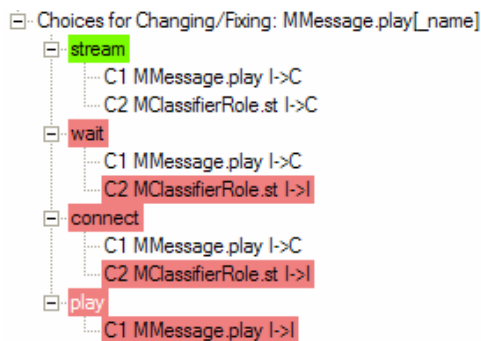 Choices for Changing/Fixing: MMessage.play[_name]
stream
C1 MMessage.play I->C
C2 MClassifierRole.st I->C
wait
C1 MMessage.play I->C
C2 MClassifierRole.st I->I
connect
C1 MMessage.play I->C
C2 MClassifierRole.st I->I
play
C1 MMessage.play I->I